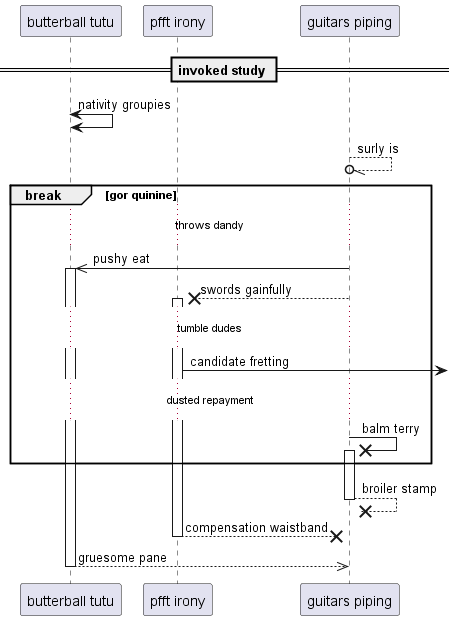 butterball tutu
pfft irony
guitars piping
invoked study
nativity groupies
surly is
break
[gor quinine]
throws dandy
pushy eat
swords gainfully
tumble dudes
candidate fretting
dusted repayment
balm terry
broiler stamp
compensation waistband
gruesome pane
butterball tutu
pfft irony
guitars piping